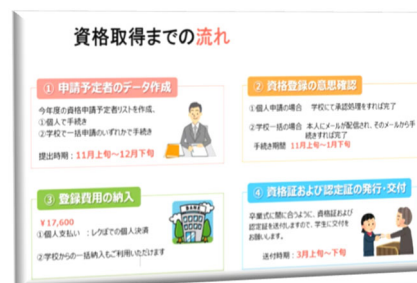 資格取得までの流れ
① 申請予定者のデータ作成
今年度の資格申請予定者リストを作成、
①個人で手続き
②学校で一括申請のいずれかで手続き
提出時期：11月上旬～12月下旬
② 資格登録の意思確認
①個人申請の場合 学校にて承認処理をすれば完了
②学校一括の場合 本人にメールが配信され、そのメールから手
続きすれば完了
手続き期間 11月上旬～1月下旬
③ 登録費用の納入
￥17,600
①個人支払い ：レクぽでの個人決済
②学校からの一括納入もご利用いただけます
BANK
④ 資格証および認定証の発行・交付
卒業式に間に合うように、資格証および
認定証を送付しますので、学生に交付を
お願いします。
送付時期：3月上旬～下旬